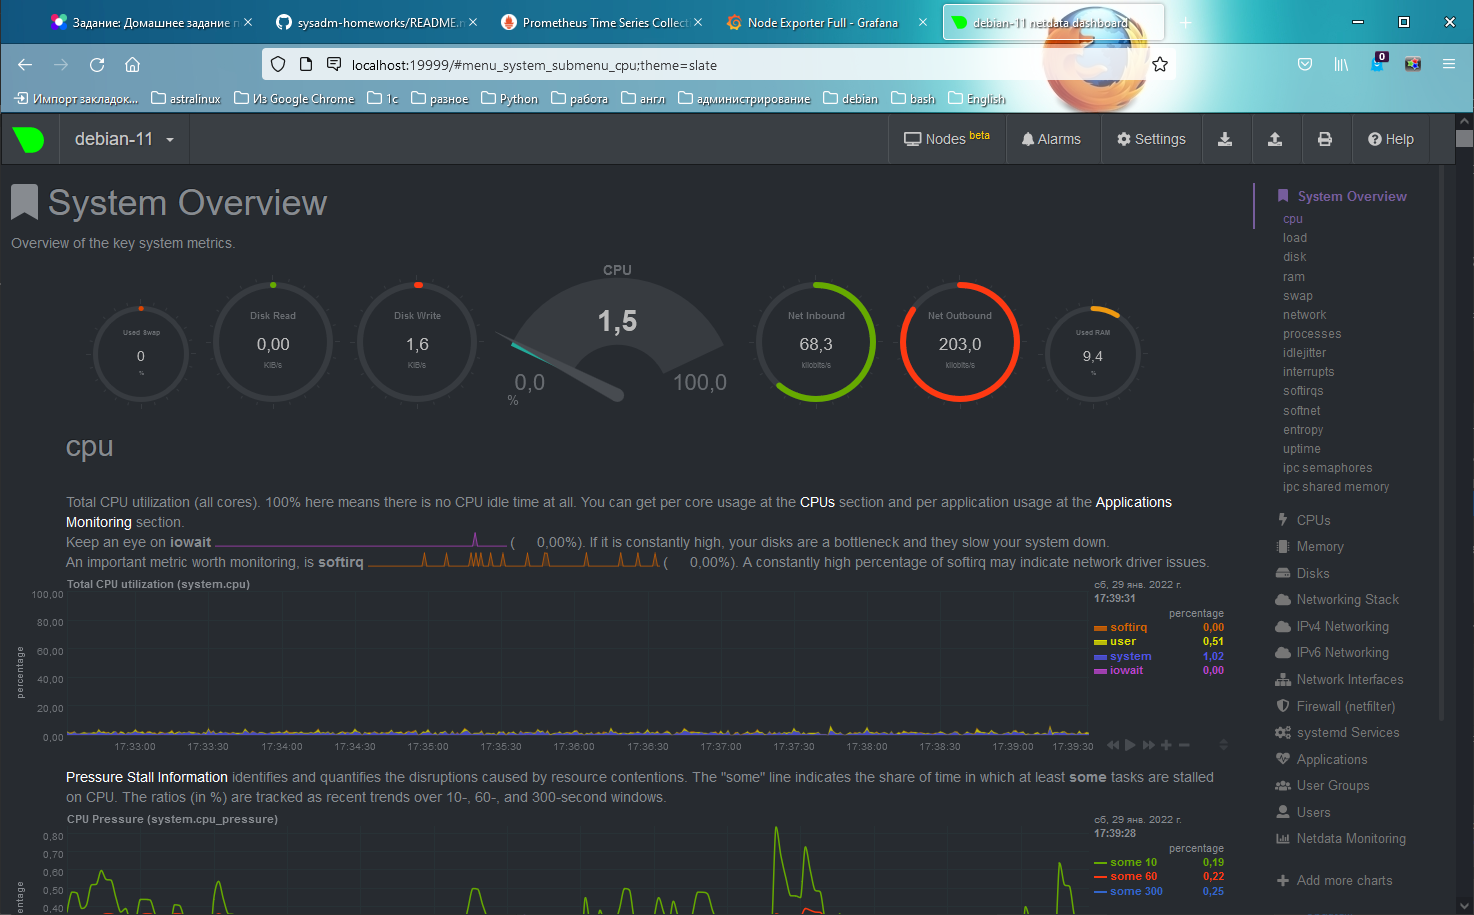 Задание: Домашнее задание п
sysadm-homeworks/README.n
Prometheus Time Series Collect
Node Exporter Full - Grafana
debian-11 netdata dashboard
localhost:19999/#menu_system_submenu_cpu;theme=slate
0
Импорт закладок...
astralinux
Из Google Chrome
1c
разное
Python
работа
англ
администрирование
debian
bash
English
debian-11
Nodes beta
Alarms
Settings
Help
System Overview
Overview of the key system metrics.
CPU
Used Swap
0
%
Disk Read
0,00
KiB/s
Disk Write
1,6
KiB/s
1,5
0,0
100,0
%
Net Inbound
68,3
kilobits/s
Net Outbound
203,0
kilobits/s
Used RAM
9,4
%
cpu
Total CPU utilization (all cores). 100% here means there is no CPU idle time at all. You can get per core usage at the CPUs section and per application usage at the Applications
Monitoring section.
Keep an eye on iowait ( 0,00%). If it is constantly high, your disks are a bottleneck and they slow your system down.
An important metric worth monitoring, is softirq ( 0,00%). A constantly high percentage of softirq may indicate network driver issues.
Total CPU utilization (system.cpu)
percentage
100,00
80,00
60,00
40,00
20,00
0,00
17:33:00
17:33:30
17:34:00
17:34:30
17:35:00
17:35:30
17:36:00
17:36:30
17:37:00
17:37:30
17:38:00
17:38:30
17:39:00
17:39:30
сб, 29 янв. 2022 г.
17:39:31
percentage
softirq 0,00
user 0,51
system 1,02
iowait 0,00
Pressure Stall Information identifies and quantifies the disruptions caused by resource contentions. The "some" line indicates the share of time in which at least some tasks are stalled
on CPU. The ratios (in %) are tracked as recent trends over 10-, 60-, and 300-second windows.
CPU Pressure (system.cpu_pressure)
centage
0,80
0,70
0,60
0,50
0,40
сб, 29 янв. 2022 г.
17:39:28
percentage
some 10 0,19
some 60 0,22
some 300 0,25
System Overview
cpu
load
disk
ram
swap
network
processes
idlejitter
interrupts
softirqs
softnet
entropy
uptime
ipc semaphores
ipc shared memory
CPUs
Memory
Disks
Networking Stack
IPv4 Networking
IPv6 Networking
Network Interfaces
Firewall (netfilter)
systemd Services
Applications
User Groups
Users
Netdata Monitoring
Add more charts